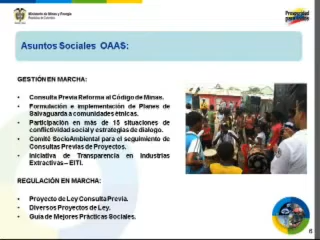 Ministerio de Minas y Energía
República de Colombia
Prosperidad
para todos
Asuntos Sociales OAAS:
GESTIÓN EN MARCHA:
• Consulta Previa Reforma al Código de Minas.
• Formulación e implementación de Planes de
Salvaguarda a comunidades étnicas.
• Participación en más de 15 situaciones de
conflictividad social y estrategias de dialogo.
• Comité SocioAmbiental para el seguimiento de
Consultas Previas de Proyectos.
• Iniciativa de Transparencia en Industrias
Extractivas – EITI.
REGULACIÓN EN MARCHA:
• Proyecto de Ley Consulta Previa.
• Diversos Proyectos de Ley.
• Guía de Mejores Prácticas Sociales.
6